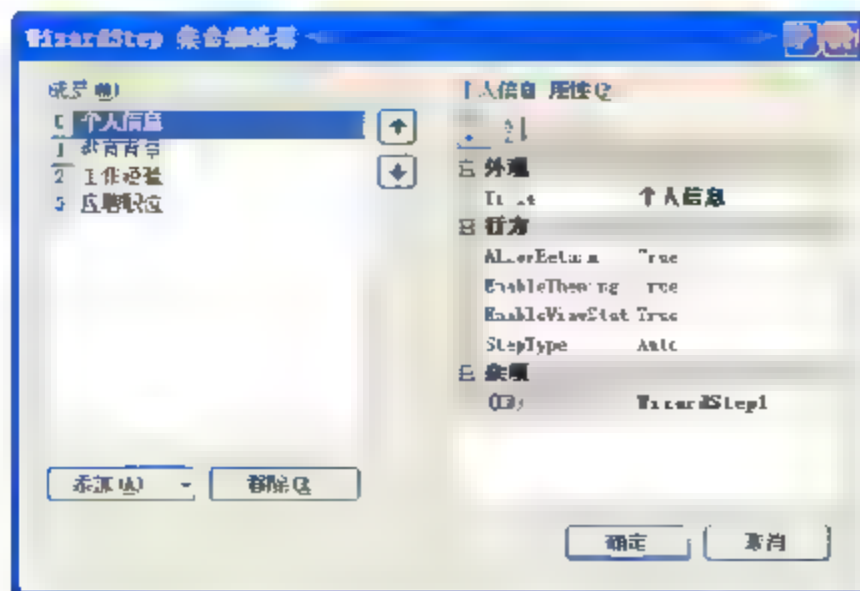 WizardStep 集合编辑器
成员(M)
个人信息 属性(P)
0 个人信息
1 教育背景
2 工作经验
3 应聘职位
外观
Title 个人信息
行为
AllowReturn True
EnableTheming True
EnableViewStat True
StepType Auto
杂项
(ID) WizardStep1
添加(A) 移除(R)
确定 取消